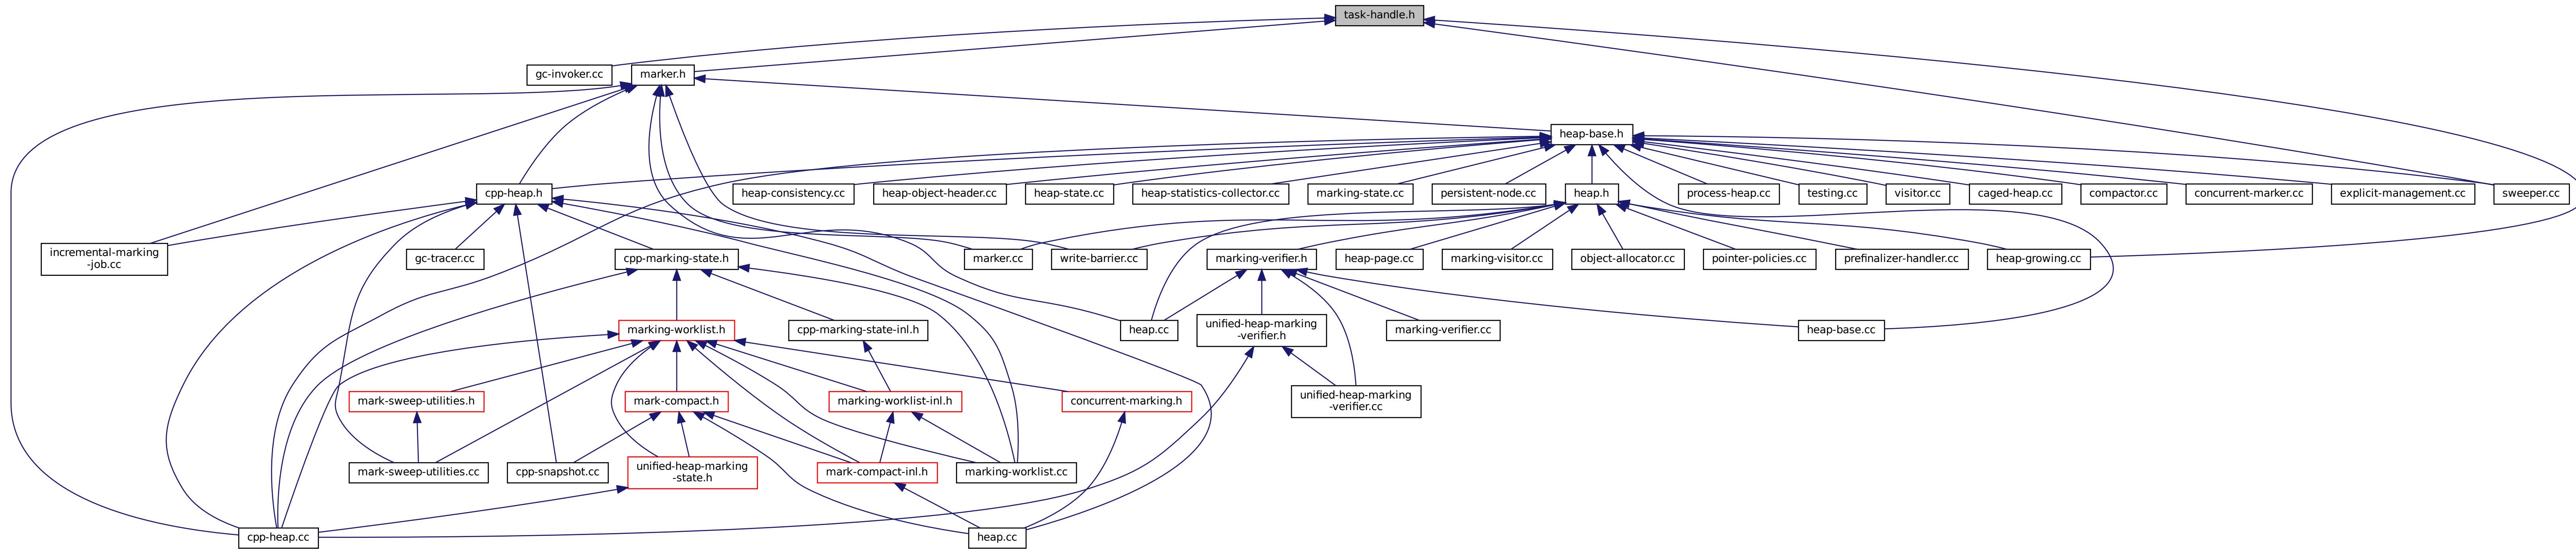 task-handle.h
gc-invoker.cc
marker.h
heap-base.h
cpp-heap.h
heap-consistency.cc
heap-object-header.cc
heap-state.cc
heap-statistics-collector.cc
marking-state.cc
persistent-node.cc
heap.h
process-heap.cc
testing.cc
visitor.cc
caged-heap.cc
compactor.cc
concurrent-marker.cc
explicit-management.cc
sweeper.cc
incremental-marking
-job.cc
gc-tracer.cc
cpp-marking-state.h
marker.cc
write-barrier.cc
marking-verifier.h
heap-page.cc
marking-visitor.cc
object-allocator.cc
pointer-policies.cc
prefinalizer-handler.cc
heap-growing.cc
marking-worklist.h
cpp-marking-state-inl.h
heap.cc
unified-heap-marking
-verifier.h
marking-verifier.cc
heap-base.cc
mark-sweep-utilities.h
mark-compact.h
marking-worklist-inl.h
concurrent-marking.h
unified-heap-marking
-verifier.cc
mark-sweep-utilities.cc
cpp-snapshot.cc
unified-heap-marking
-state.h
mark-compact-inl.h
marking-worklist.cc
cpp-heap.cc
heap.cc